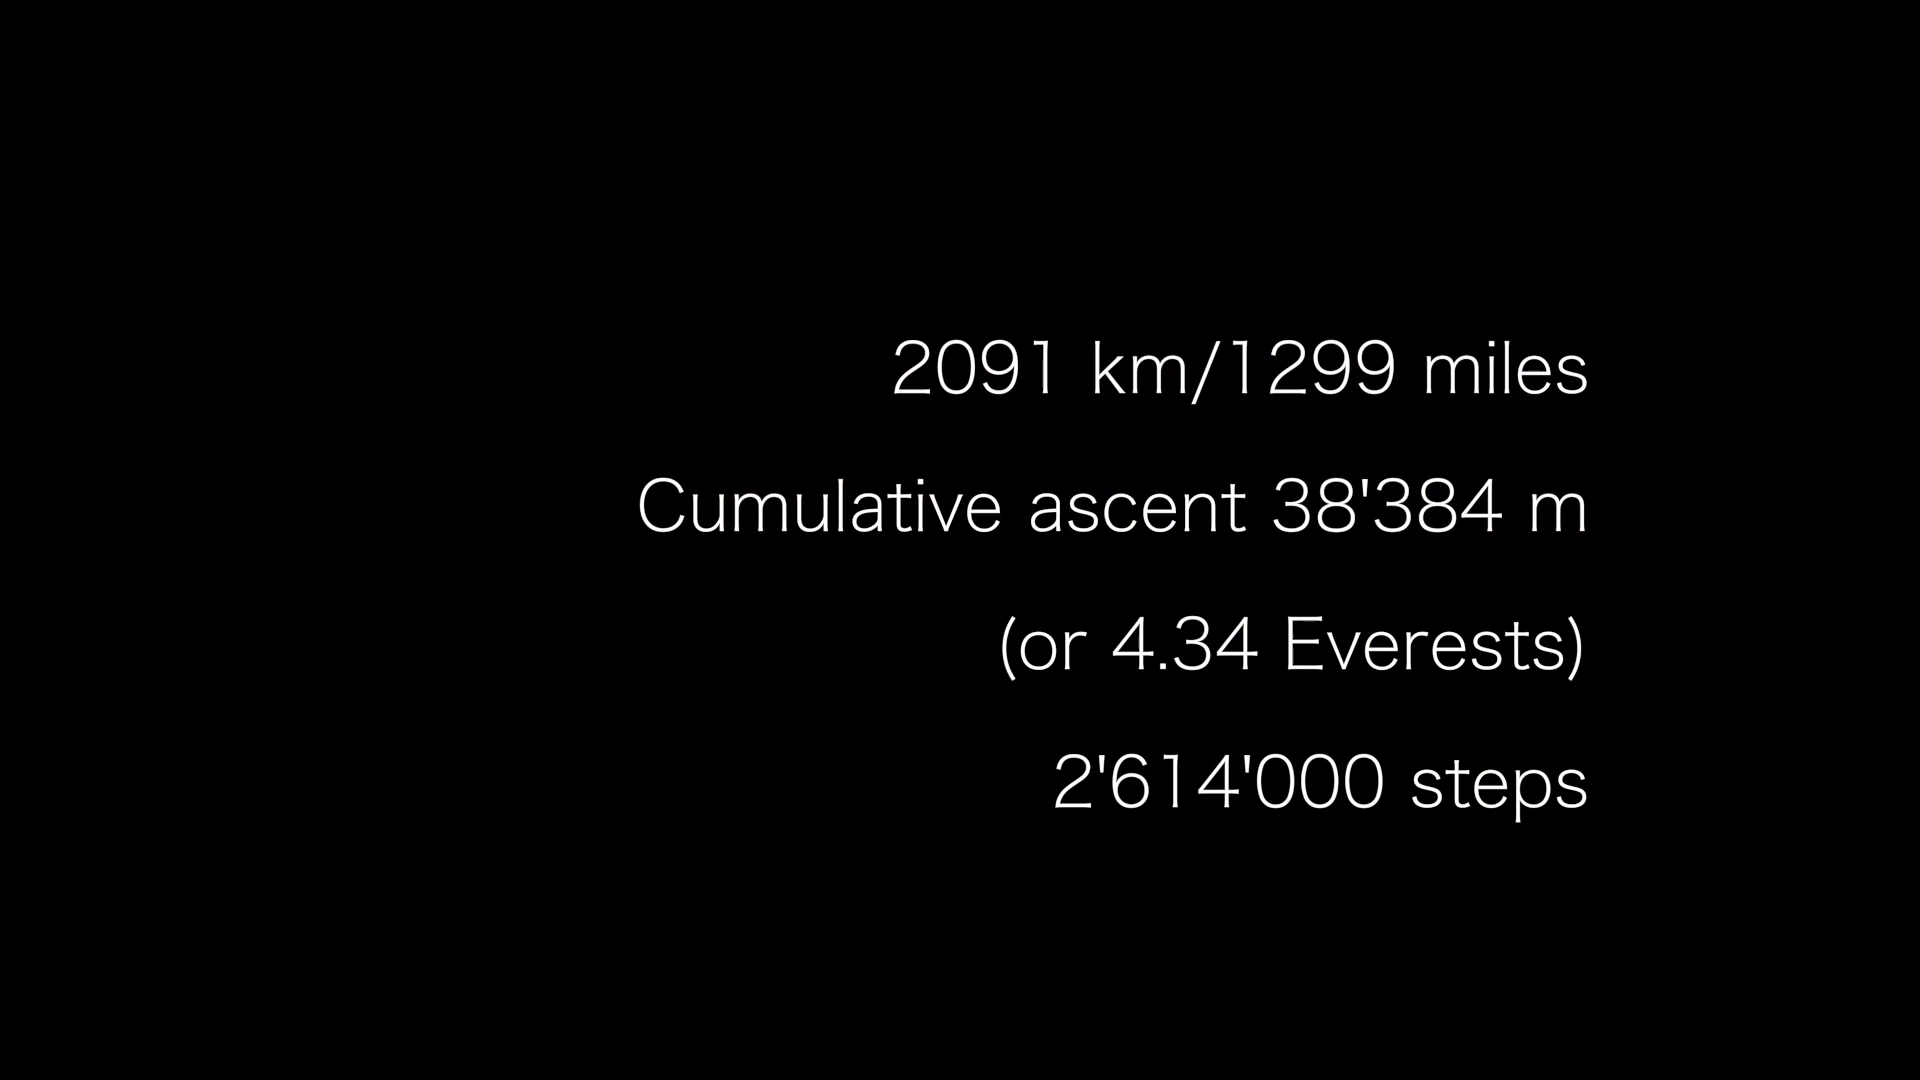 2091 km/1299 miles
Cumulative ascent 38'384 m
(or 4.34 Everests)
2'614'000 steps